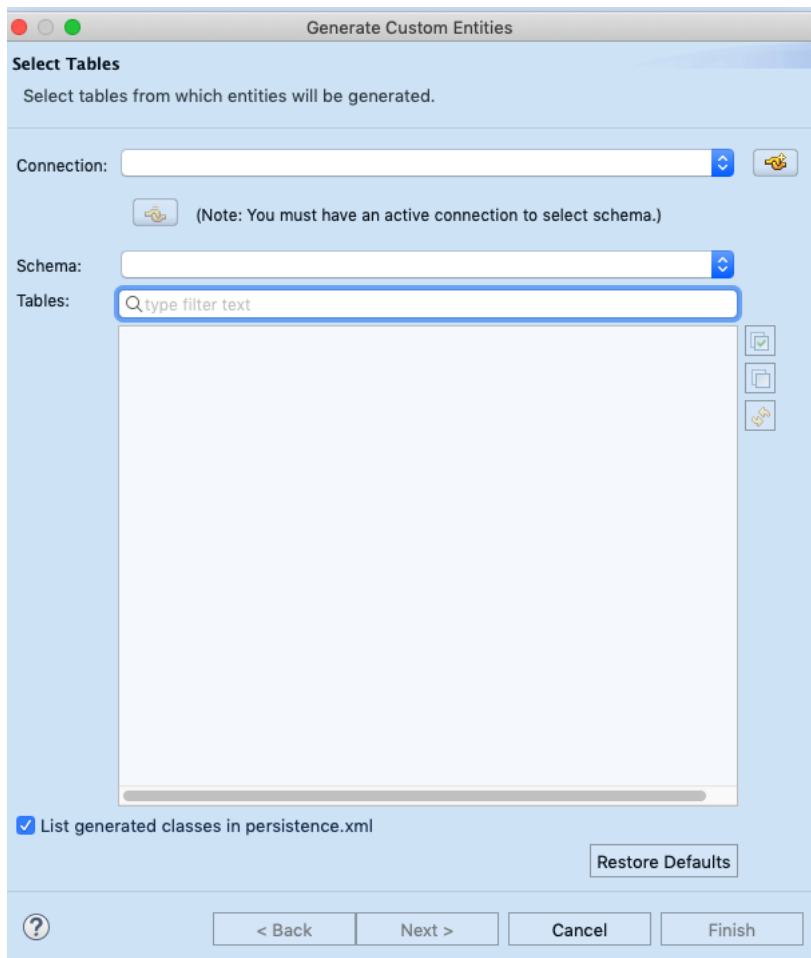 Generate Custom Entities
Select Tables
Select tables from which entities will be generated.
Connection:
(Note: You must have an active connection to select schema.)
Schema:
Tables:
type filter text
List generated classes in persistence.xml
Restore Defaults
?
< Back
Next >
Cancel
Finish